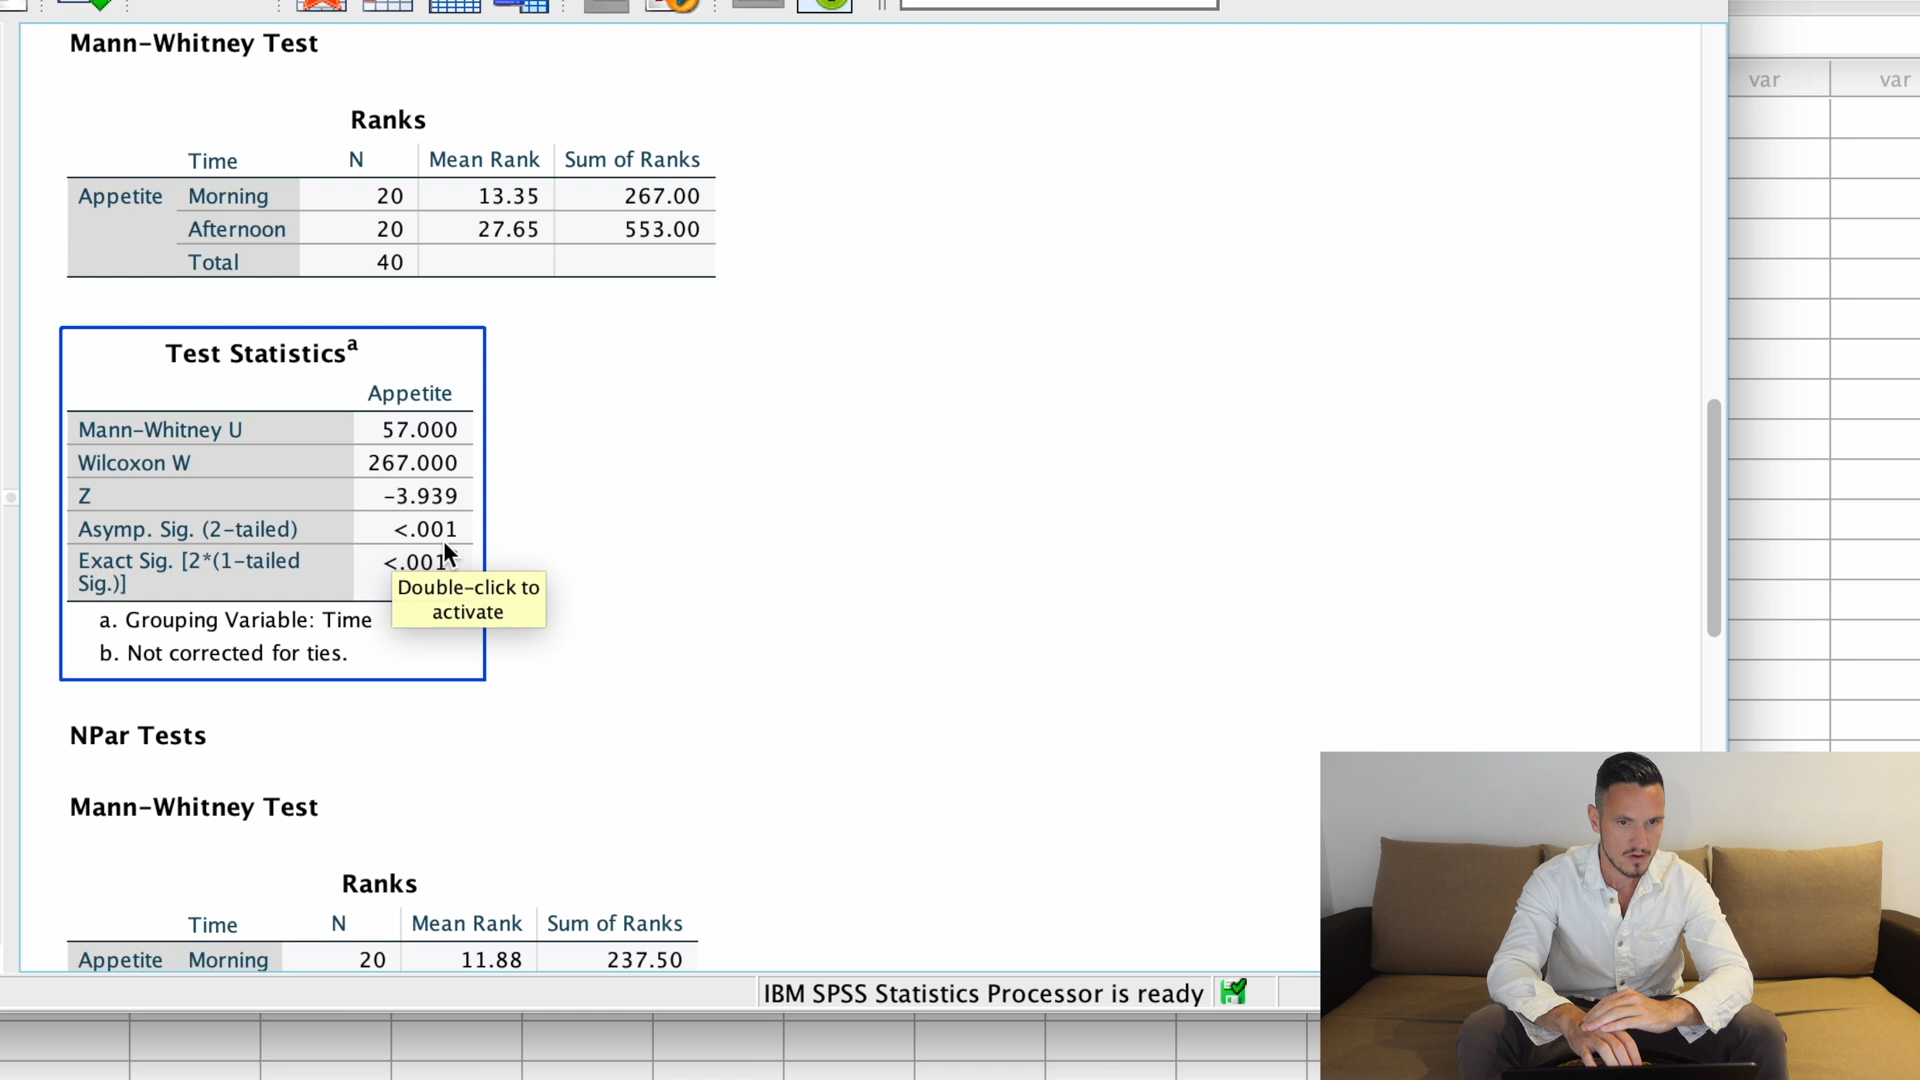 Mann-Whitney Test
var var
Ranks
Time N Mean Rank Sum of Ranks
Appetite Morning 20 13.35 267.00
Afternoon 20 27.65 553.00
Total 40
Test Statisticsa
Appetite
Mann-Whitney U 57.000
Wilcoxon W 267.000
Z -3.939
Asymp. Sig. (2-tailed) <.001
Exact Sig. [2*(1-tailed <.001
Sig.)]
Double-click to
activate
a. Grouping Variable: Time
b. Not corrected for ties.
NPar Tests
Mann-Whitney Test
Ranks
Time N Mean Rank Sum of Ranks
Appetite Morning 20 11.88 237.50
IBM SPSS Statistics Processor is ready